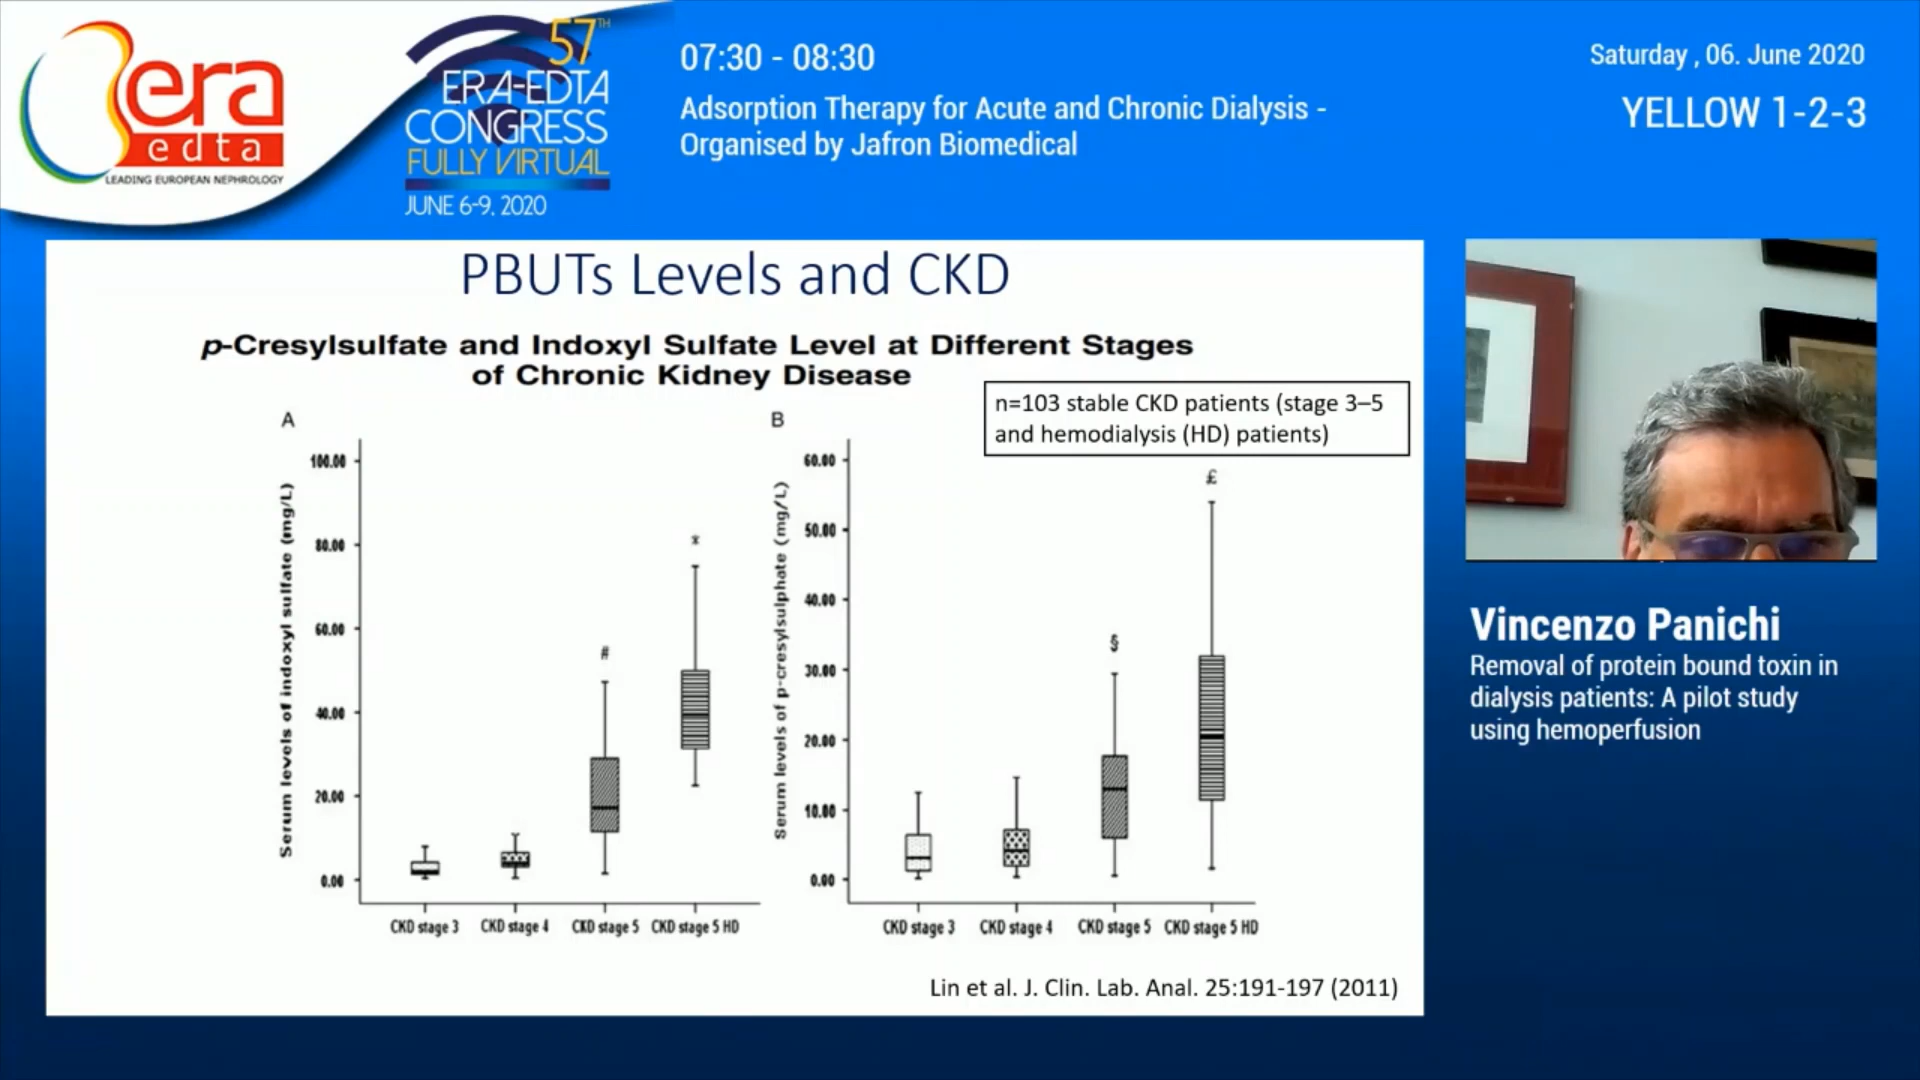 era
edta
LEADING EUROPEAN NEPHROLOGY
57TH
ERA-EDTA
CONGRESS
FULLY VIRTUAL
JUNE 6-9, 2020
07:30 - 08:30
Adsorption Therapy for Acute and Chronic Dialysis -
Organised by Jafron Biomedical
Saturday , 06. June 2020
YELLOW 1-2-3
PBUTs Levels and CKD
p-Cresylsulfate and Indoxyl Sulfate Level at Different Stages
of Chronic Kidney Disease
n=103 stable CKD patients (stage 3–5
and hemodialysis (HD) patients)
A
Serum levels of indoxyl sulfate (mg/L)
100.00
80.00
60.00
40.00
20.00
0.00
#
*
CKD stage 3
CKD stage 4
CKD stage 5
CKD stage 5 HD
B
Serum levels of p-cresylsulphate (mg/L)
60.00
50.00
40.00
30.00
20.00
10.00
0.00
§
£
CKD stage 3
CKD stage 4
CKD stage 5
CKD stage 5 HD
Lin et al. J. Clin. Lab. Anal. 25:191-197 (2011)
Vincenzo Panichi
Removal of protein bound toxin in
dialysis patients: A pilot study
using hemoperfusion